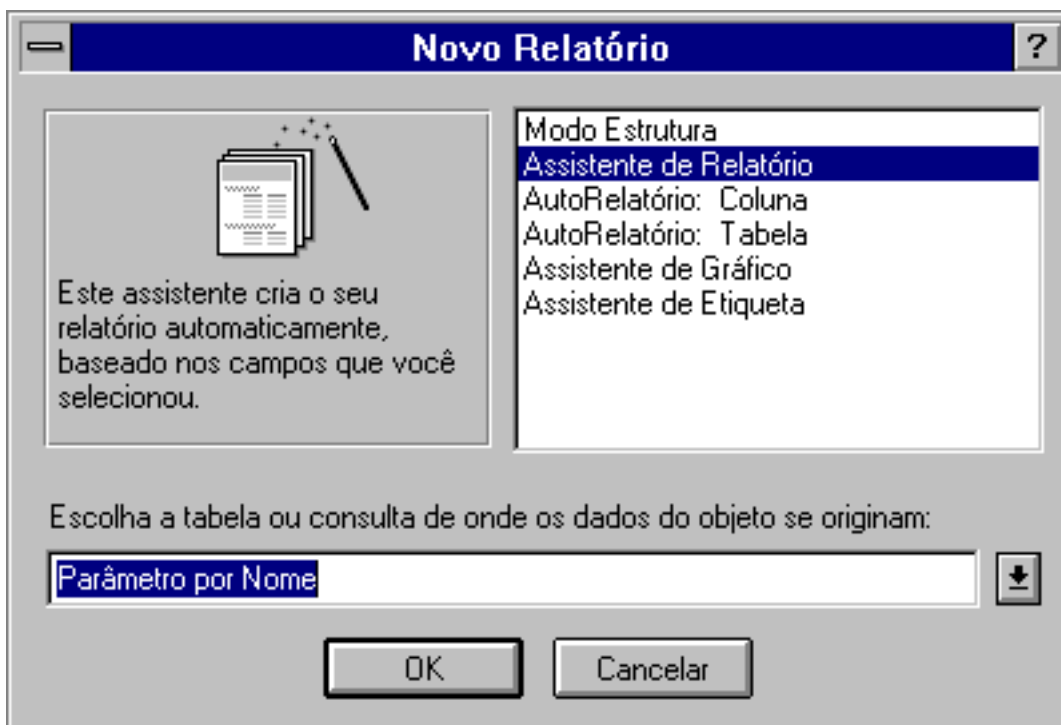 Novo Relatório
?
Este assistente cria o seu
relatório automaticamente,
baseado nos campos que você
selecionou.
Modo Estrutura
Assistente de Relatório
AutoRelatório:  Coluna
AutoRelatório:  Tabela
Assistente de Gráfico
Assistente de Etiqueta
Escolha a tabela ou consulta de onde os dados do objeto se originam:
Parâmetro por Nome
OK
Cancelar